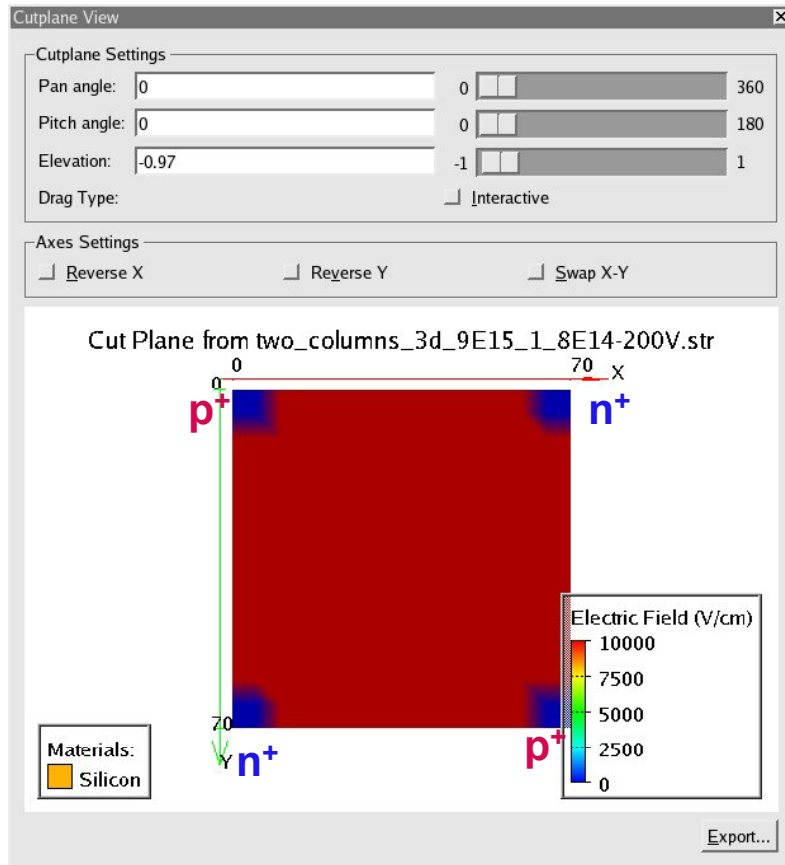 Cutplane View
Cutplane Settings
Pan angle: 0 0 360
Pitch angle: 0 0 180
Elevation: -0.97 -1 1
Drag Type: Interactive
Axes Settings
Reverse X Reverse Y Swap X-Y
Cut Plane from two_columns_3d_9E15_1_8E14-200V.str
0 70 X
0
p+ n+
Electric Field (V/cm)
10000
7500
5000
2500
0
70
Y n+ p+
Materials:
Silicon
Export...